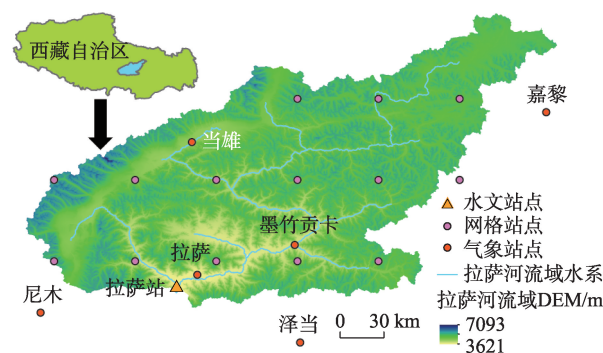 西藏自治区
当雄
嘉黎
墨竹贡卡
拉萨
拉萨站
尼木
泽当
0 30 km
水文站点
网格站点
气象站点
拉萨河流域水系
拉萨河流域DEM/m
7093
3621